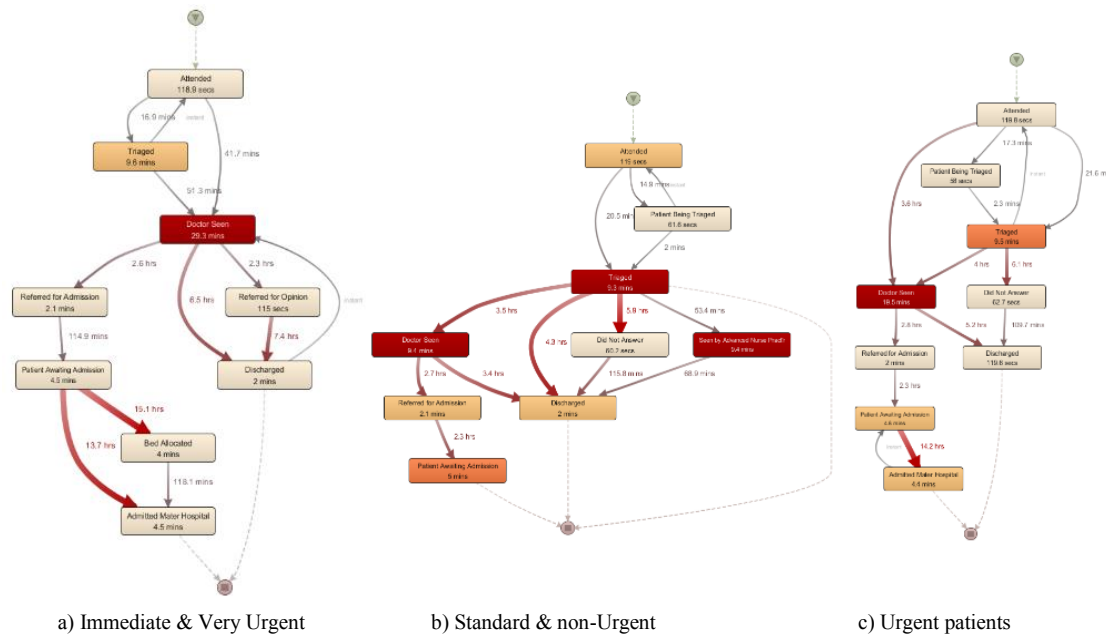 Attended
118.9 secs
16.9 mins
instant
Triaged
9.6 mins
41.7 mins
51.3 mins
Doctor Seen
29.3 mins
2.6 hrs
2.3 hrs
Referred for Admission
2.1 mins
6.5 hrs
Referred for Opinion
115 secs
instant
114.9 mins
7.4 hrs
Patient Awaiting Admission
4.5 mins
Discharged
2 mins
15.1 hrs
13.7 hrs
Bed Allocated
4 mins
118.1 mins
Admitted Mater Hospital
4.5 mins
a) Immediate & Very Urgent
Attended
119 secs
14.9 mins
Patient Being Triaged
61.6 secs
2 mins
Triaged
9.3 mins
3.5 hrs
5.9 hrs
53.4 mins
4.3 hrs
Doctor Seen
9.4 mins
Did Not Answer
60.2 secs
Seen by Advanced Nurse
9.4 mins
2.7 hrs
3.4 hrs
115.8 mins
68.9 mins
Referred for Admission
2.1 mins
Discharged
2 mins
2.3 hrs
Patient Awaiting Admission
5 mins
b) Standard & non-Urgent
Attended
119.8 secs
17.3 mins
Patient Being Triaged
58 secs
instant
21.6 m
3.6 hrs
2.3 mins
Triaged
9.3 mins
4 hrs
6.1 hrs
Doctor Seen
19.5 mins
Did Not Answer
62.7 secs
2.8 hrs
5.2 hrs
109.7 mins
Referred for Admission
2 mins
Discharged
119.6 secs
2.3 hrs
Patient Awaiting Admission
4.6 mins
14.2 hrs
Admitted Mater Hospital
4.4 mins
c) Urgent patients